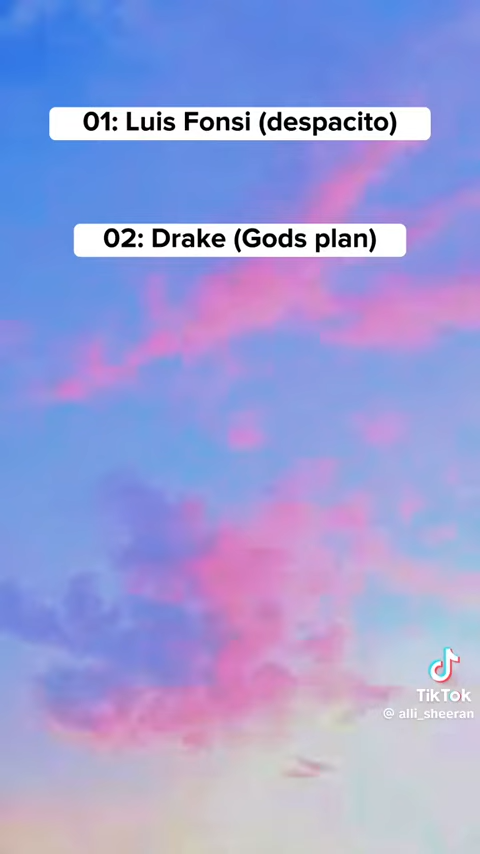 01: Luis Fonsi (despacito)
02: Drake (Gods plan)
TikTok
@ alli_sheeran